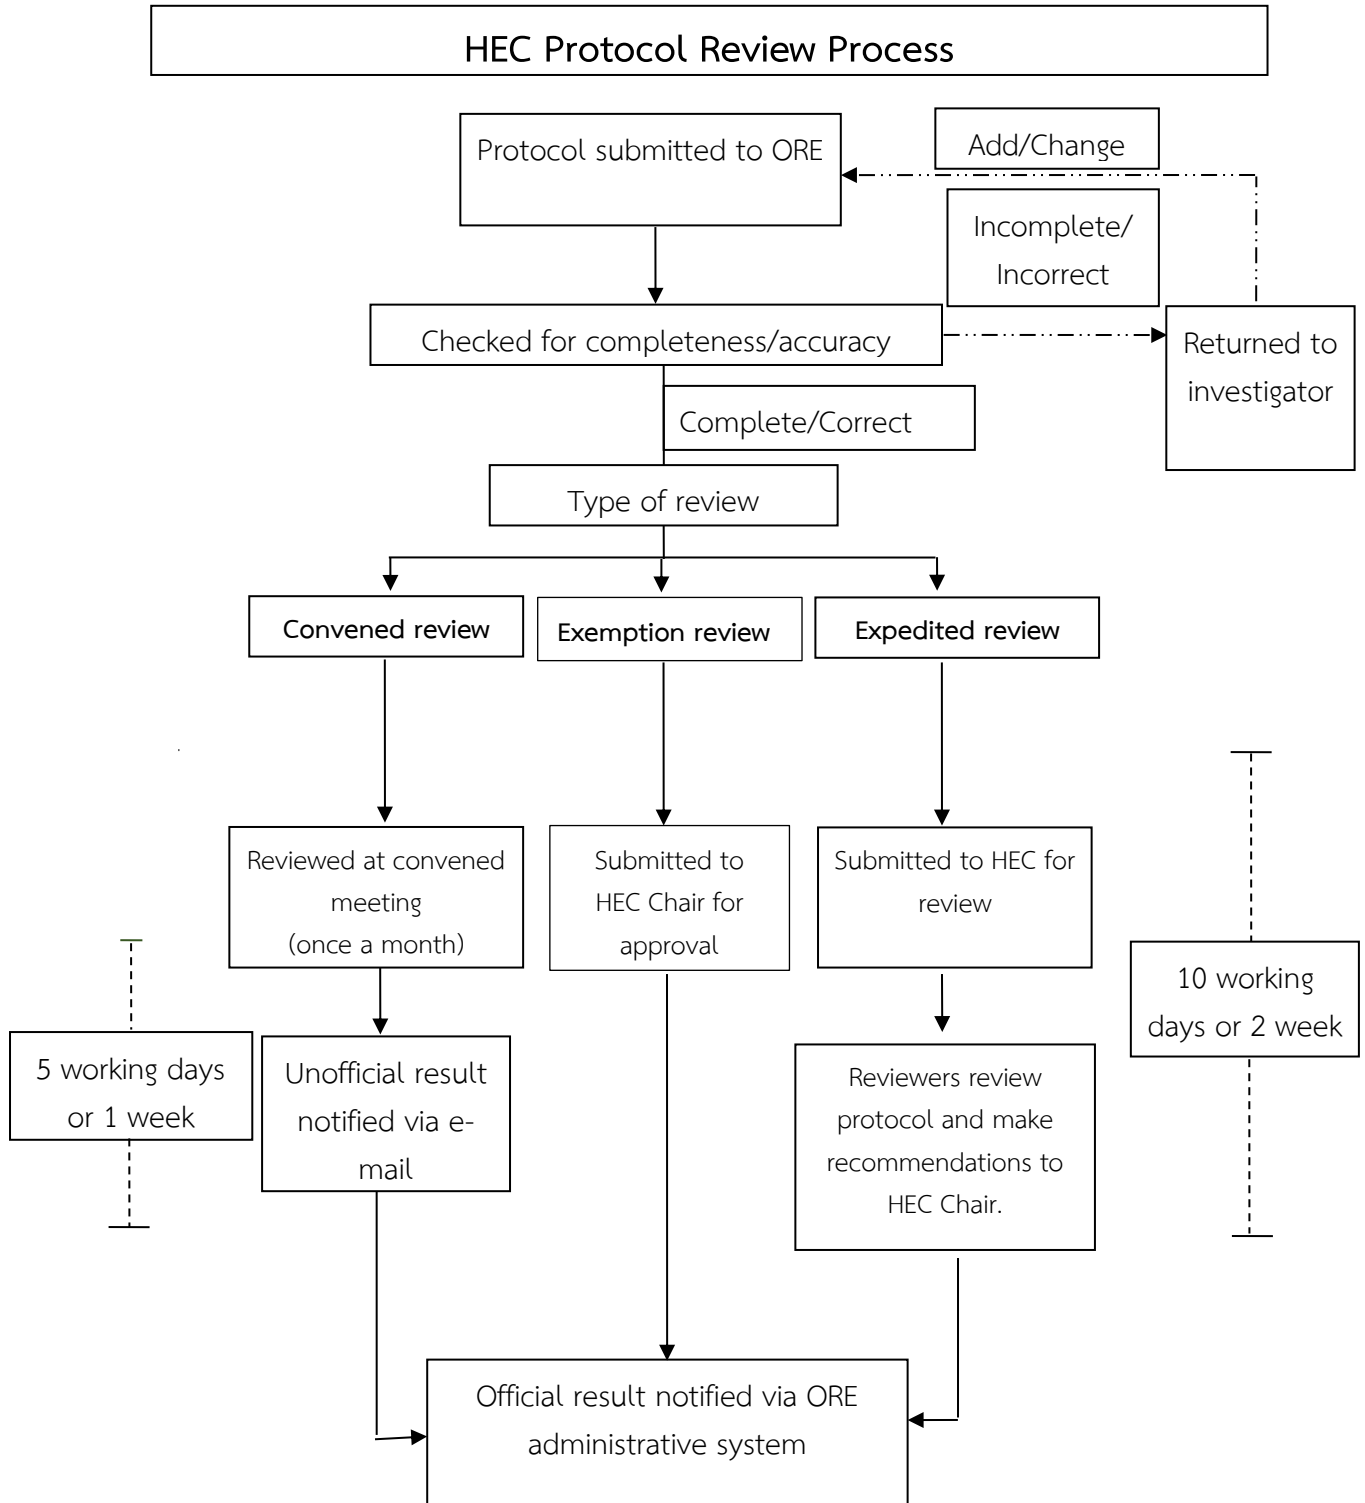 HEC Protocol Review Process
Protocol submitted to ORE
Add/Change
Incomplete/
Incorrect
Checked for completeness/accuracy
Returned to
investigator
Complete/Correct
Type of review
Convened review
Exemption review
Expedited review
Reviewed at convened
meeting
(once a month)
Submitted to
HEC Chair for
approval
Submitted to HEC for
review
10 working
days or 2 week
5 working days
or 1 week
Unofficial result
notified via e-
mail
Reviewers review
protocol and make
recommendations to
HEC Chair.
Official result notified via ORE
administrative system